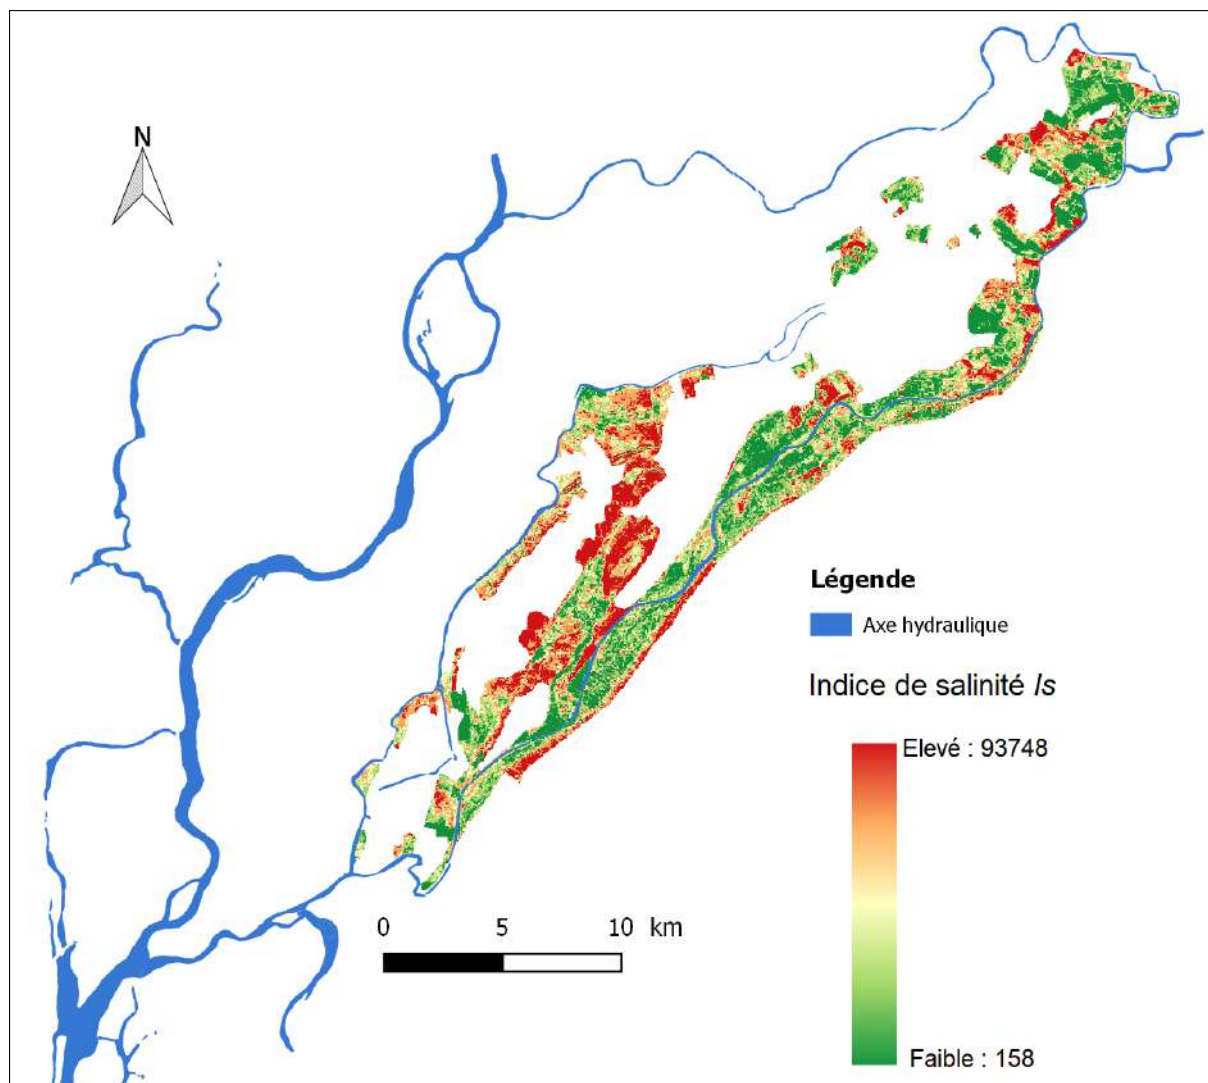 N
Légende
Axe hydraulique
Indice de salinité Is
Elevé : 93748
0 5 10 km
Faible : 158